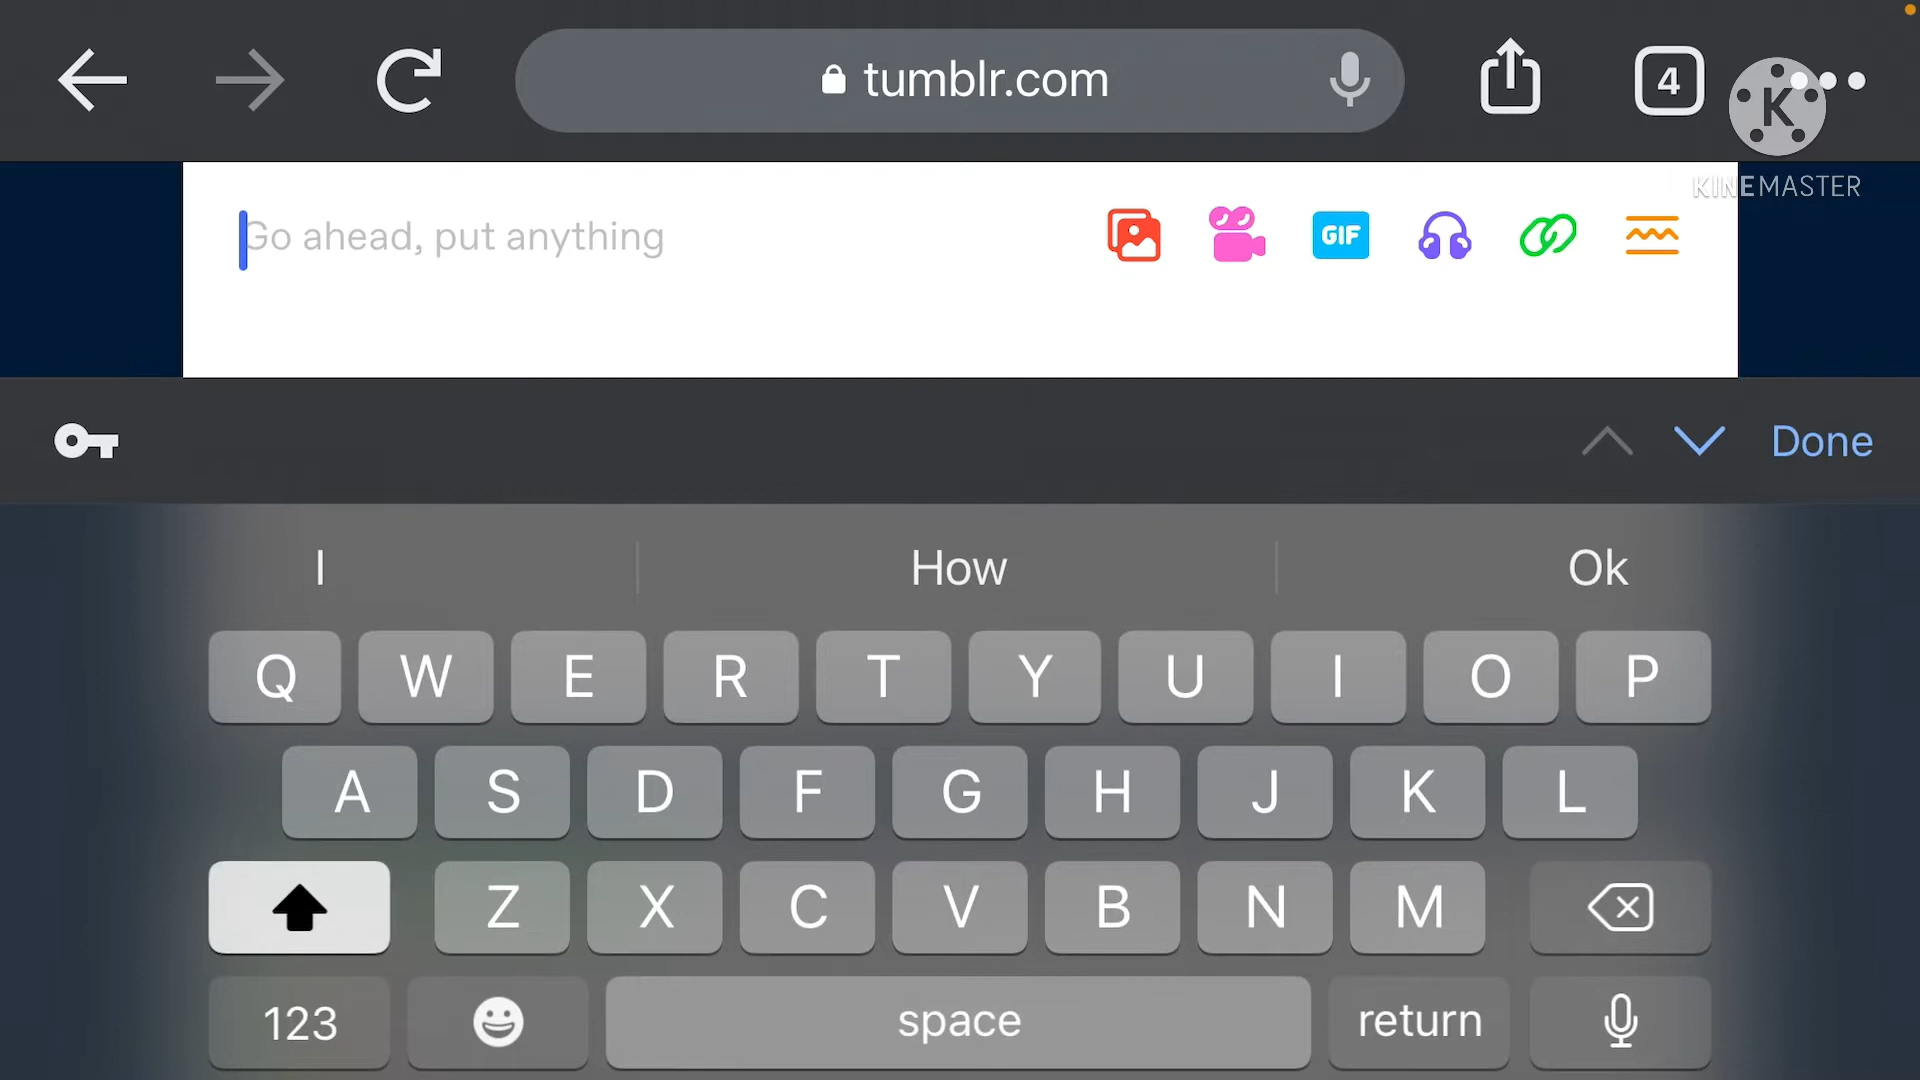 tumblr.com
4
K
KINEMASTER
Go ahead, put anything
GIF
Done
I How Ok
Q W E R T Y U I O P
A S D F G H J K L
Z X C V B N M
123 space return